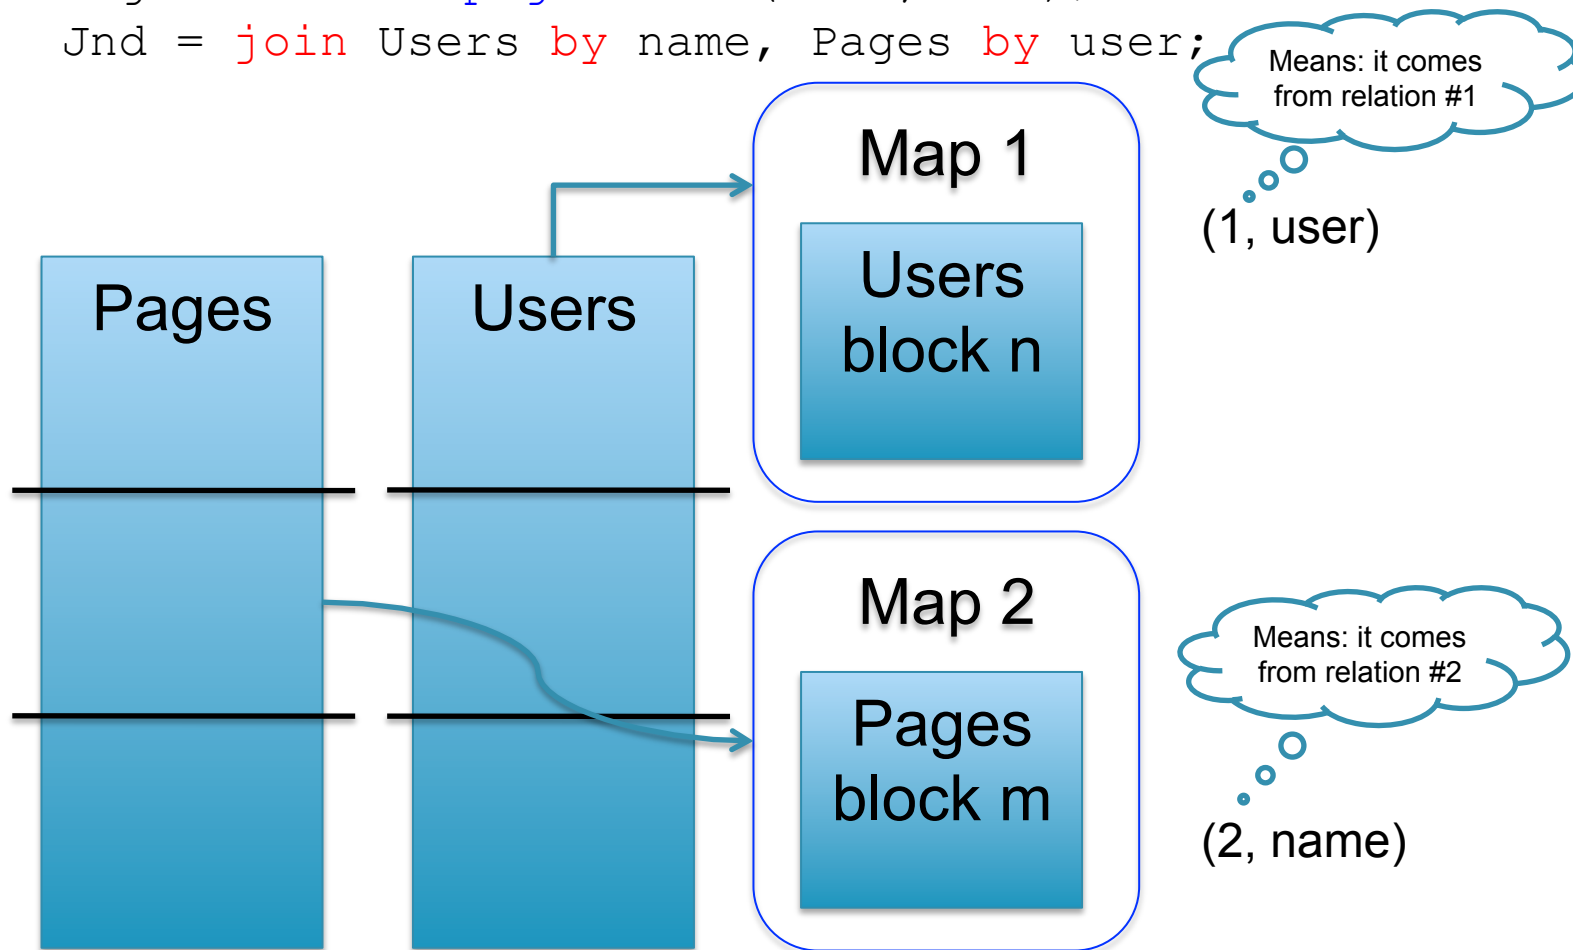 Jnd = join Users by name, Pages by user;
Means: it comes
from relation #1
Map 1
(1, user)
Users
block n
Pages
Users
Map 2
Means: it comes
from relation #2
Pages
block m
(2, name)